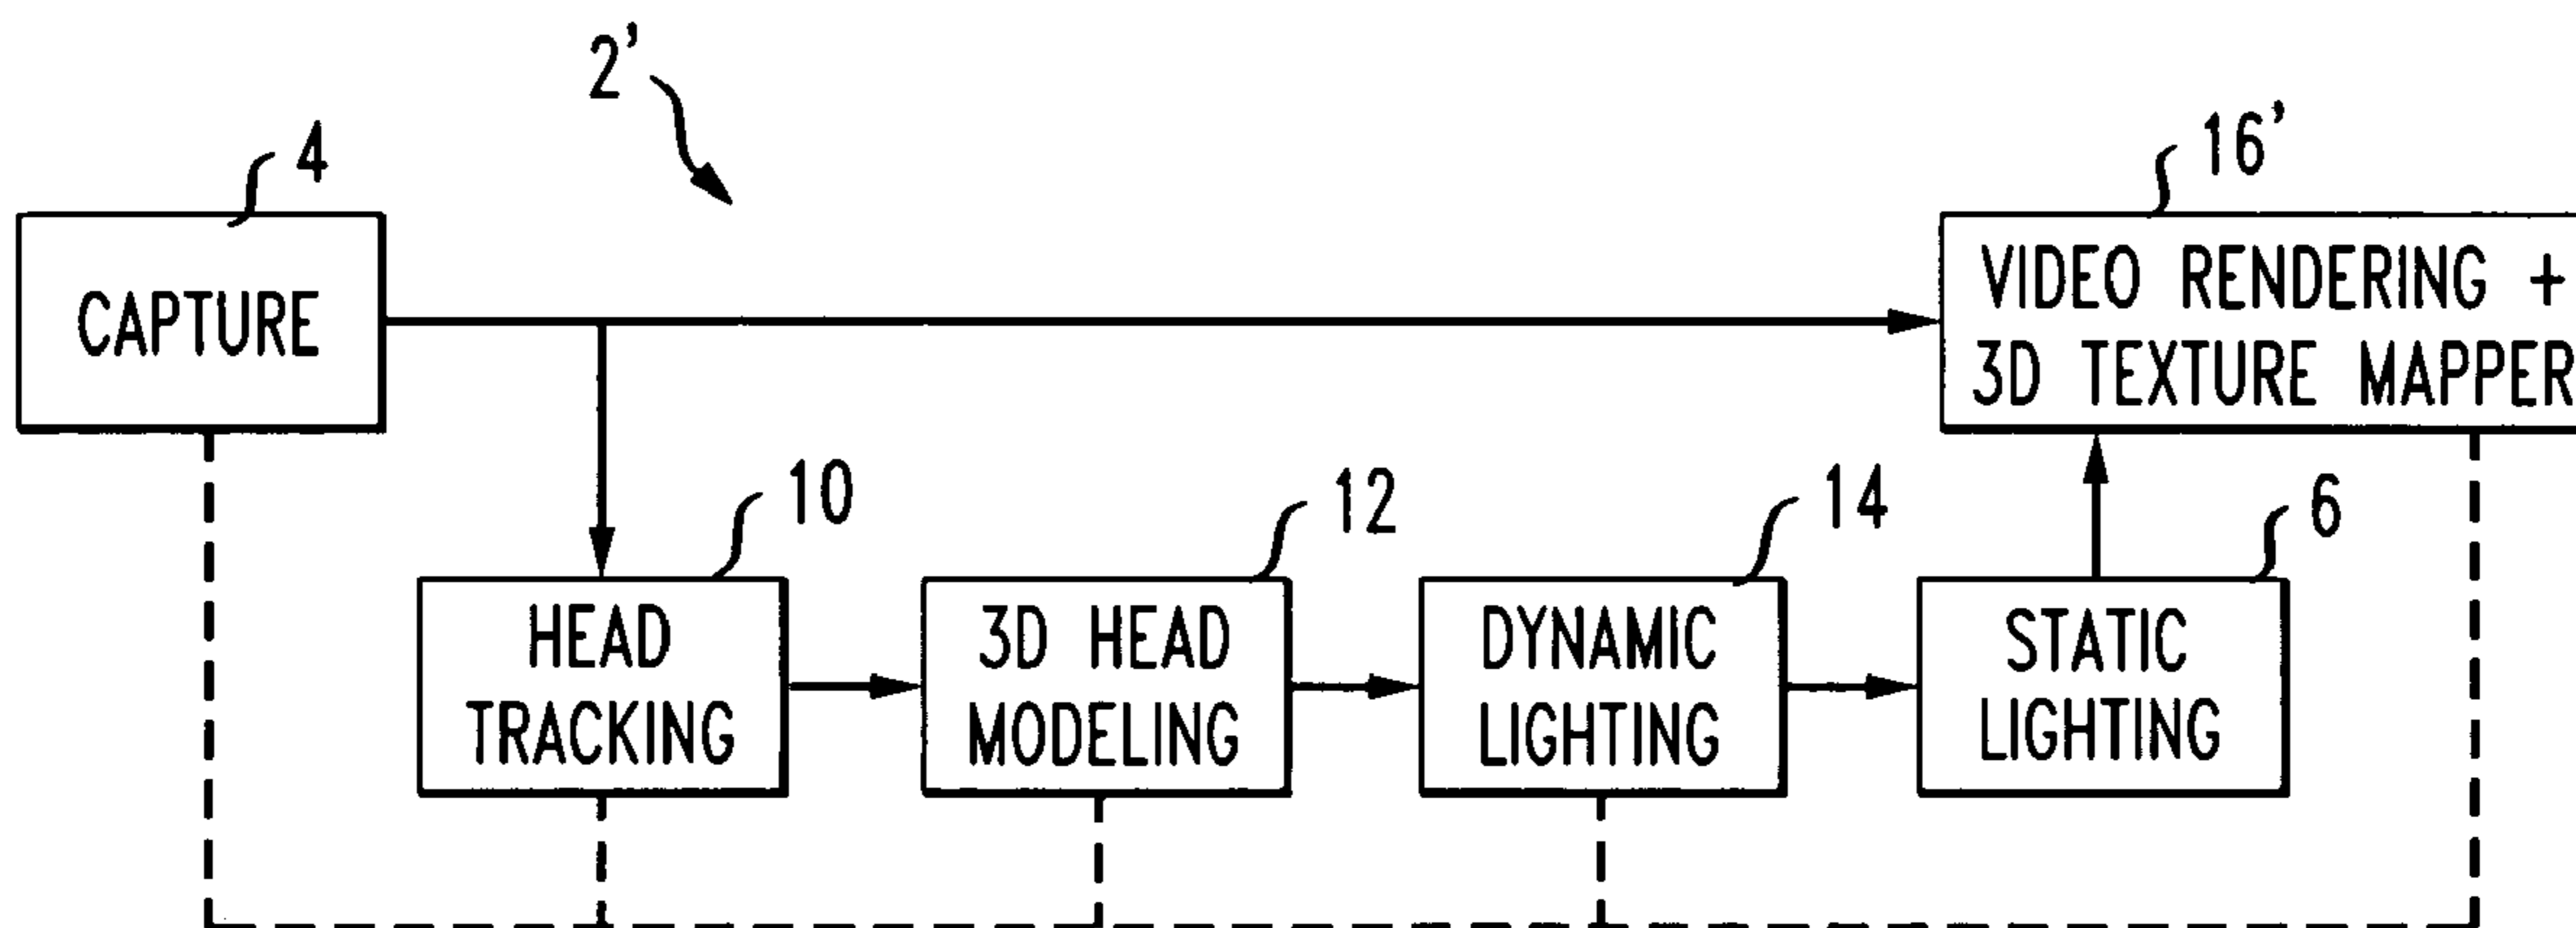 2'
4
16'
CAPTURE
VIDEO RENDERING +
3D TEXTURE MAPPER
10
12
14
6
HEAD
TRACKING
3D HEAD
MODELING
DYNAMIC
LIGHTING
STATIC
LIGHTING